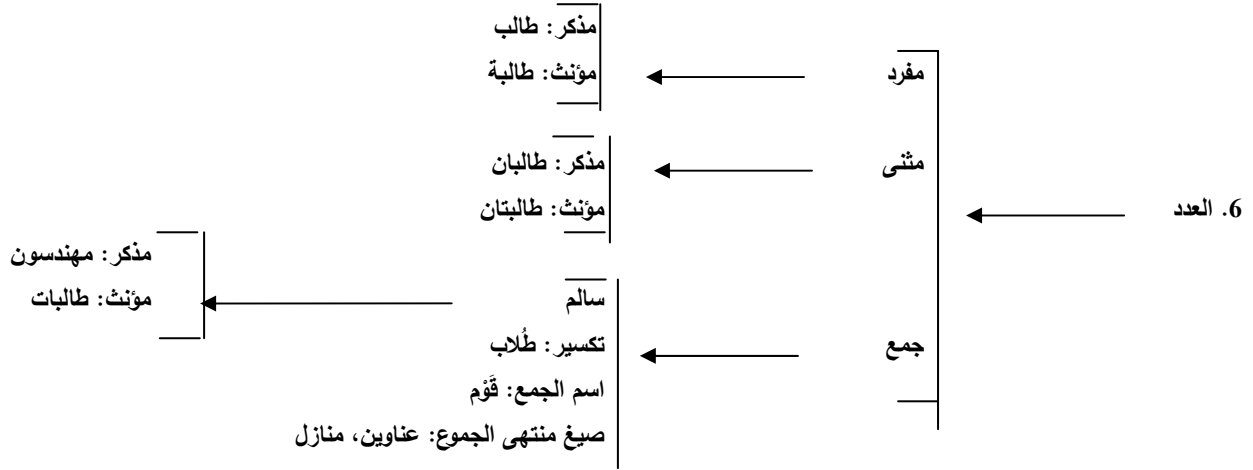 6. العدد
مفرد
مذكر: طالب
مؤنث: طالبة
مثنى
مذكر: طالبان
مؤنث: طالبتان
جمع
سالم
مذكر: مهندسون
مؤنث: طالبات
تكسير: طُلاب
اسم الجمع: قَوْم
صيغ منتهى الجموع: عناوين، منازل